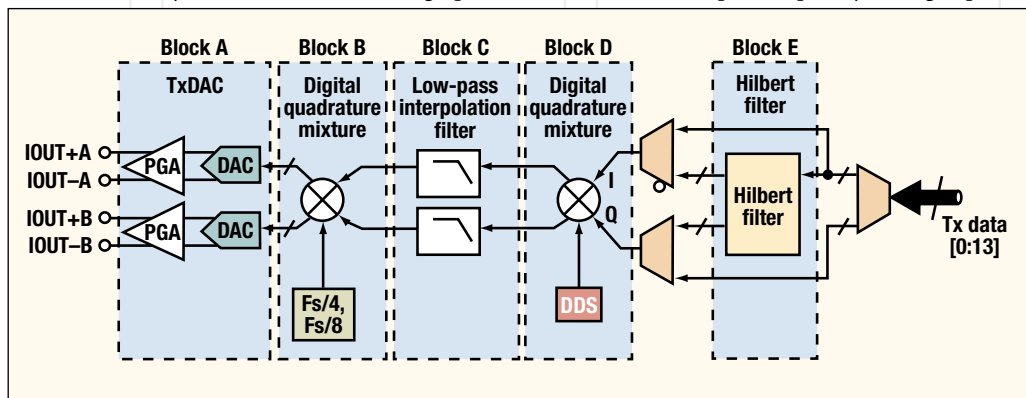 Block A
Block B
Block C
Block D
Block E
TxDAC
Digital
quadrature
mixture
Low-pass
interpolation
filter
Digital
quadrature
mixture
Hilbert
filter
IOUT+A
IOUT–A
IOUT+B
IOUT–B
PGA
DAC
PGA
DAC
Fs/4,
Fs/8
I
Q
DDS
Hilbert
filter
Tx data
[0:13]